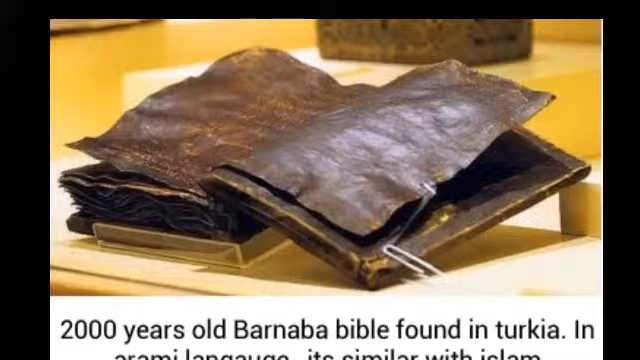 2000 years old Barnaba bible found in turkia. In
arami langauge, its similar with islam